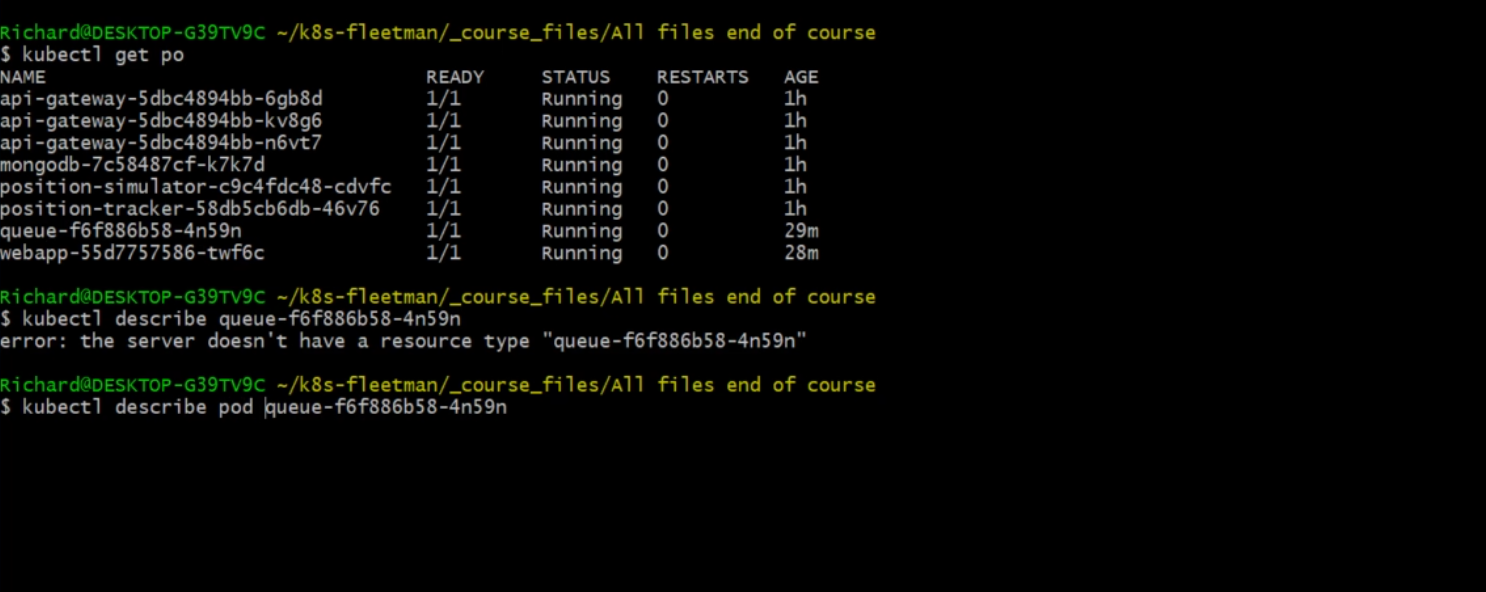 Richard@DESKTOP-G39TV9C ~/k8s-fleetman/_course_files/All files end of course
$ kubectl get po
NAME READY STATUS RESTARTS AGE
api-gateway-5dbc4894bb-6gb8d 1/1 Running 0 1h
api-gateway-5dbc4894bb-kv8g6 1/1 Running 0 1h
api-gateway-5dbc4894bb-n6vt7 1/1 Running 0 1h
mongodb-7c58487cf-k7k7d 1/1 Running 0 1h
position-simulator-c9c4fdc48-cdvfc 1/1 Running 0 1h
position-tracker-58db5cb6db-46v76 1/1 Running 0 1h
queue-f6f886b58-4n59n 1/1 Running 0 29m
webapp-55d7757586-twf6c 1/1 Running 0 28m
Richard@DESKTOP-G39TV9C ~/k8s-fleetman/_course_files/All files end of course
$ kubectl describe queue-f6f886b58-4n59n
error: the server doesn't have a resource type "queue-f6f886b58-4n59n"
Richard@DESKTOP-G39TV9C ~/k8s-fleetman/_course_files/All files end of course
$ kubectl describe pod queue-f6f886b58-4n59n